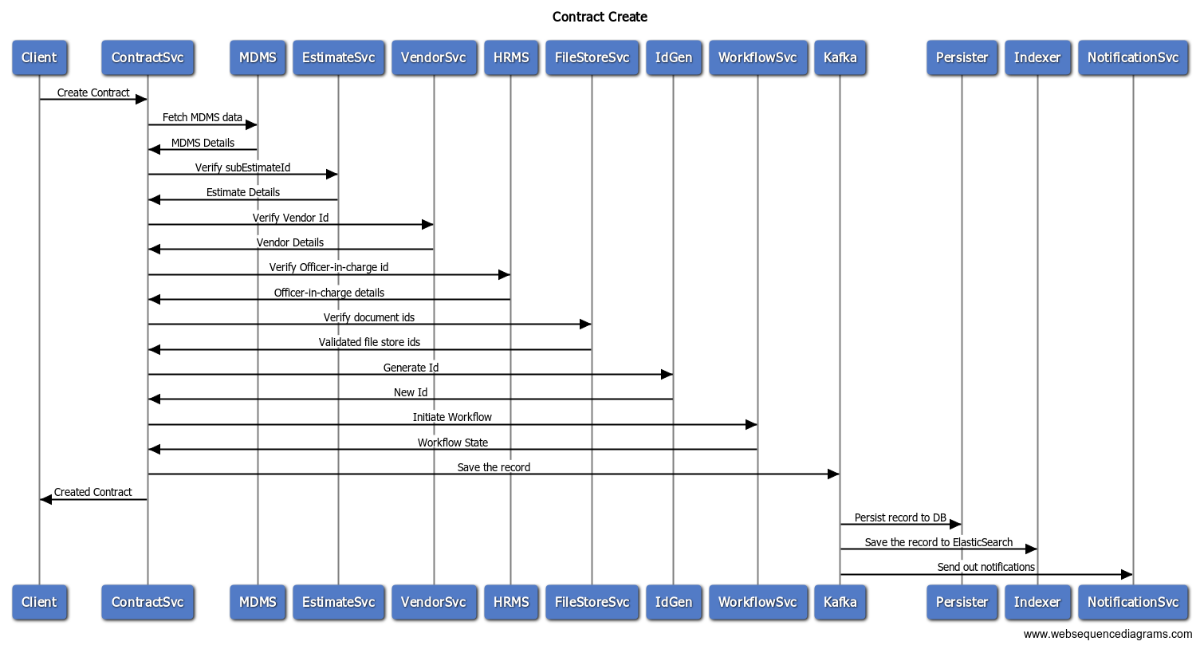 Contract Create
Client ContractSvc MDMS EstimateSvc VendorSvc HRMS FileStoreSvc IdGen WorkflowSvc Kafka Persister Indexer NotificationSvc
Create Contract
Fetch MDMS data
MDMS Details
Verify subEstimateId
Estimate Details
Verify Vendor Id
Vendor Details
Verify Officer-in-charge id
Officer-in-charge details
Verify document ids
Validated file store ids
Generate Id
New Id
Initiate Workflow
Workflow State
Save the record
Created Contract
Persist record to DB
Save the record to ElasticSearch
Send out notifications
Client ContractSvc MDMS EstimateSvc VendorSvc HRMS FileStoreSvc IdGen WorkflowSvc Kafka Persister Indexer NotificationSvc
www.websequencediagrams.com